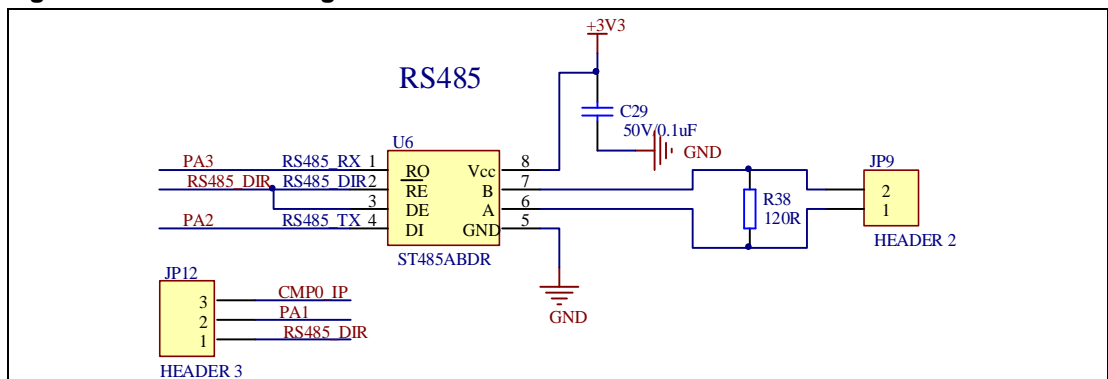 +3V3
RS485
C29
50V/0.1uF
GND
U6
PA3 RS485_RX 1 RO Vcc 8
RS485_DIR RS485_DIR 2 RE B 7
3 DE A 6
PA2 RS485_TX 4 DI GND 5
ST485ABDR
R38
120R
JP9
2
1
HEADER 2
GND
JP12
3 CMP0_IP
2 PA1
1 RS485_DIR
HEADER 3